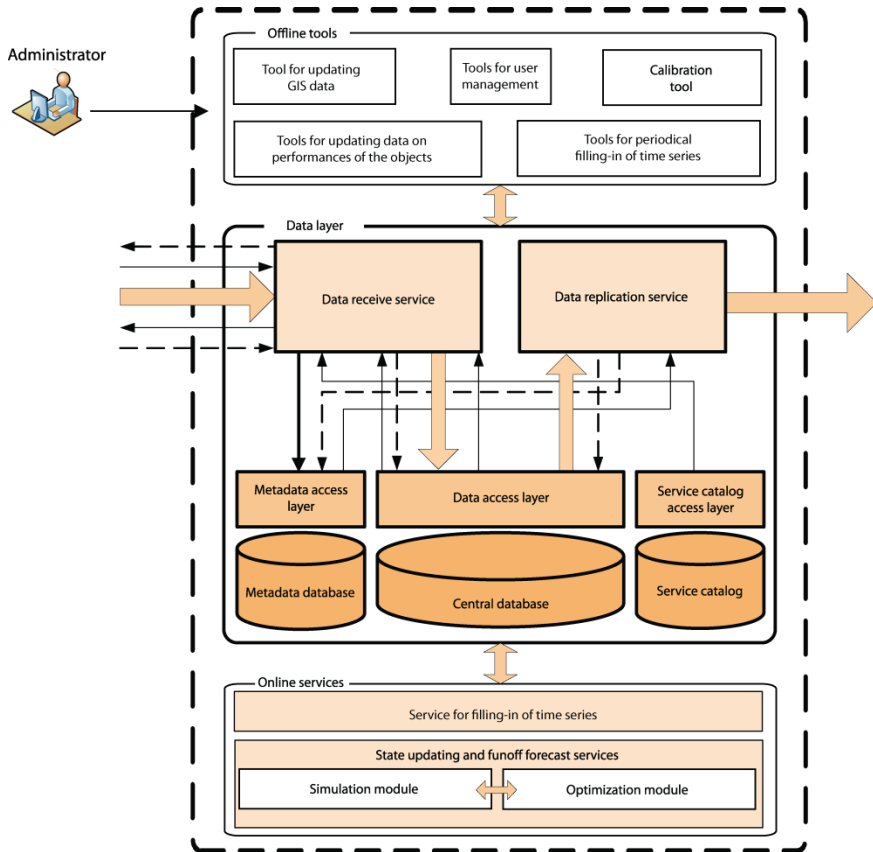 Offline tools
Administrator
Tool for updating
GIS data
Tools for user
management
Calibration
tool
Tools for updating data on
performances of the objects
Tools for periodical
filling-in of time series
Data layer
Data receive service
Data replication service
Metadata access
layer
Data access layer
Service catalog
access layer
Metadata database
Central database
Service catalog
Online services
Service for filling-in of time series
State updating and funoff forecast services
Simulation module
Optimization module